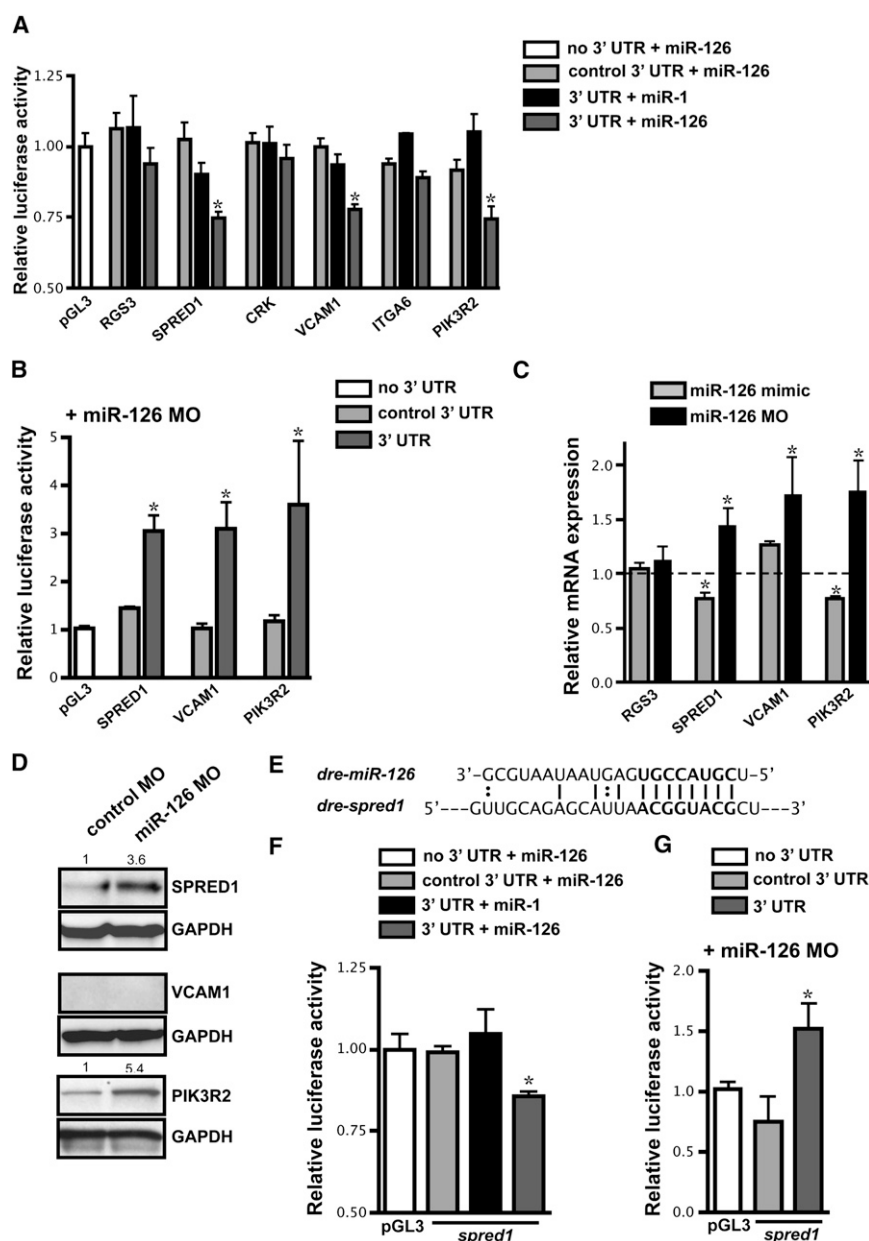 A
no 3' UTR + miR-126
control 3' UTR + miR-126
3' UTR + miR-1
3' UTR + miR-126
Relative luciferase activity
1.25
1.00
0.75
0.50
*
*
*
pGL3
RGS3
SPRED1
CRK
VCAM1
ITGA6
PIK3R2
B
+ miR-126 MO
no 3' UTR
control 3' UTR
3' UTR
Relative luciferase activity
5
4
3
2
1
0
*
*
*
pGL3
SPRED1
VCAM1
PIK3R2
C
miR-126 mimic
miR-126 MO
Relative mRNA expression
2.0
1.5
1.0
0.5
0.0
*
*
*
*
*
RGS3
SPRED1
VCAM1
PIK3R2
D
control MO
miR-126 MO
1 3.6
SPRED1
GAPDH
VCAM1
GAPDH
1 5.4
PIK3R2
GAPDH
E
dre-miR-126 3'-GCGUAAUAAUGAGUGCCAUGCU-5'
dre-spred1 5'---GUUGCAGAGCAUUAACGGUACGCU---3'
F
no 3' UTR + miR-126
control 3' UTR + miR-126
3' UTR + miR-1
3' UTR + miR-126
Relative luciferase activity
1.25
1.00
0.75
0.50
*
pGL3
spred1
G
no 3' UTR
control 3' UTR
3' UTR
+ miR-126 MO
Relative luciferase activity
2.0
1.5
1.0
0.5
0.0
*
pGL3
spred1